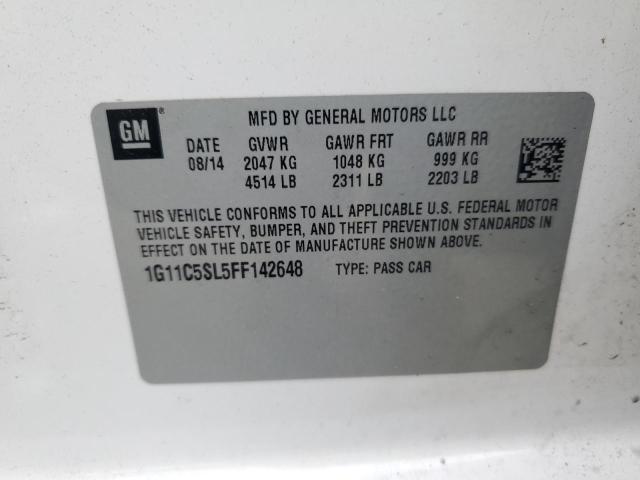 MFD BY GENERAL MOTORS LLC
GM®
DATE GVWR GAWR FRT GAWR RR
08/14 2047 KG 1048 KG 999 KG
4514 LB 2311 LB 2203 LB
THIS VEHICLE CONFORMS TO ALL APPLICABLE U.S. FEDERAL MOTOR
VEHICLE SAFETY, BUMPER, AND THEFT PREVENTION STANDARDS IN
EFFECT ON THE DATE OF MANUFACTURE SHOWN ABOVE.
1G11C5SL5FF142648 TYPE: PASS CAR